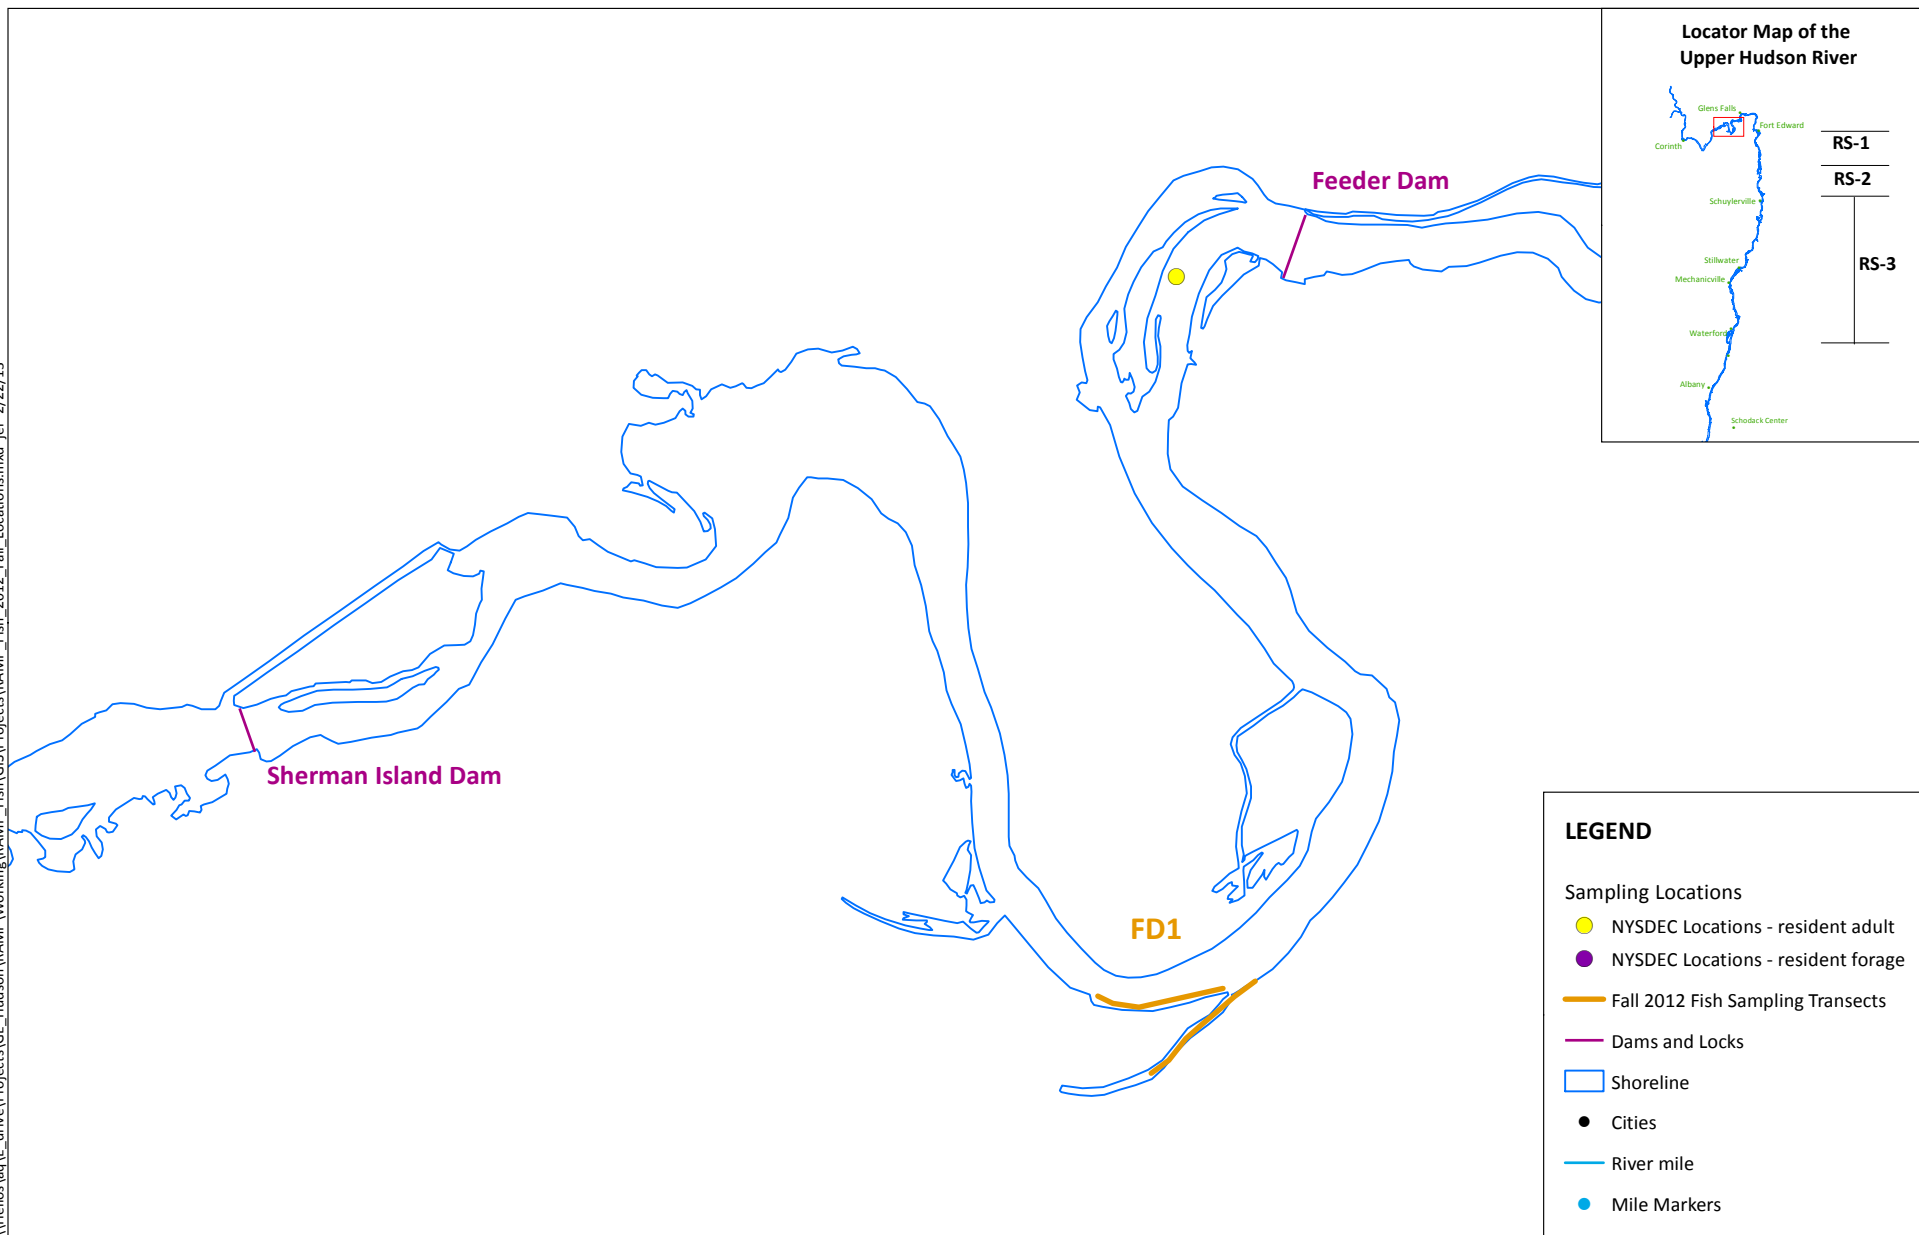 Locator Map of the
Upper Hudson River
Glens Falls
Fort Edward
Corinth
RS-1
RS-2
Schuylerville
Stillwater
RS-3
Mechanicville
Waterford
Albany
Schodack Center
Feeder Dam
Sherman Island Dam
FD1
LEGEND
Sampling Locations
NYSDEC Locations - resident adult
NYSDEC Locations - resident forage
Fall 2012 Fish Sampling Transects
Dams and Locks
Shoreline
Cities
River mile
Mile Markers